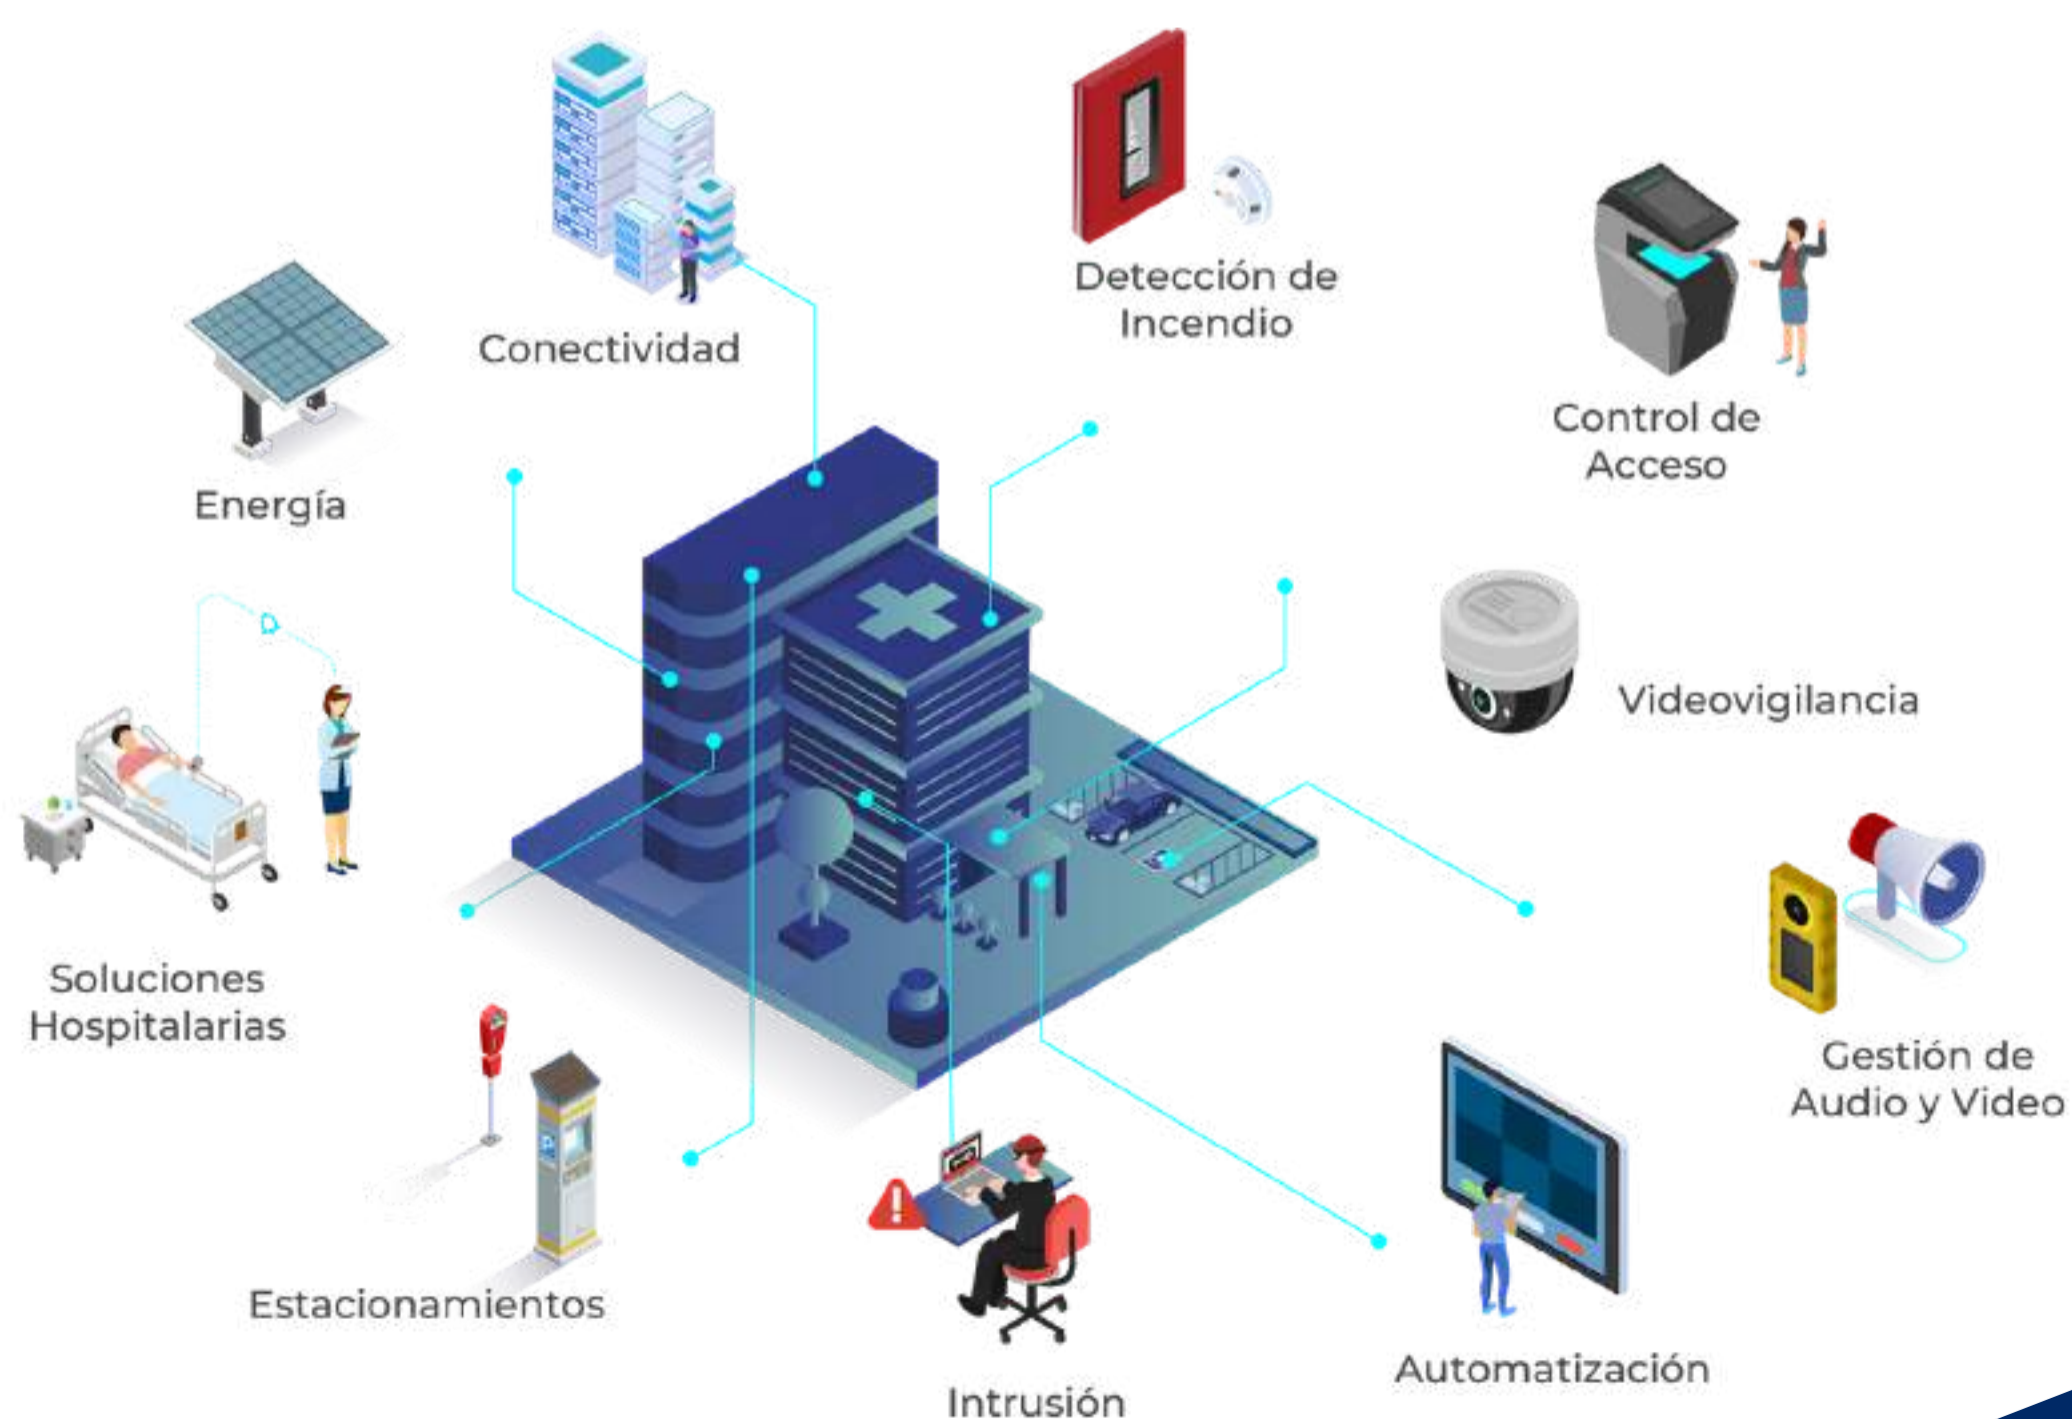 Conectividad
Detección de
Incendio
Control de
Acceso
Energía
Videovigilancia
Soluciones
Hospitalarias
Gestión de
Audio y Video
Estacionamientos
Automatización
Intrusión